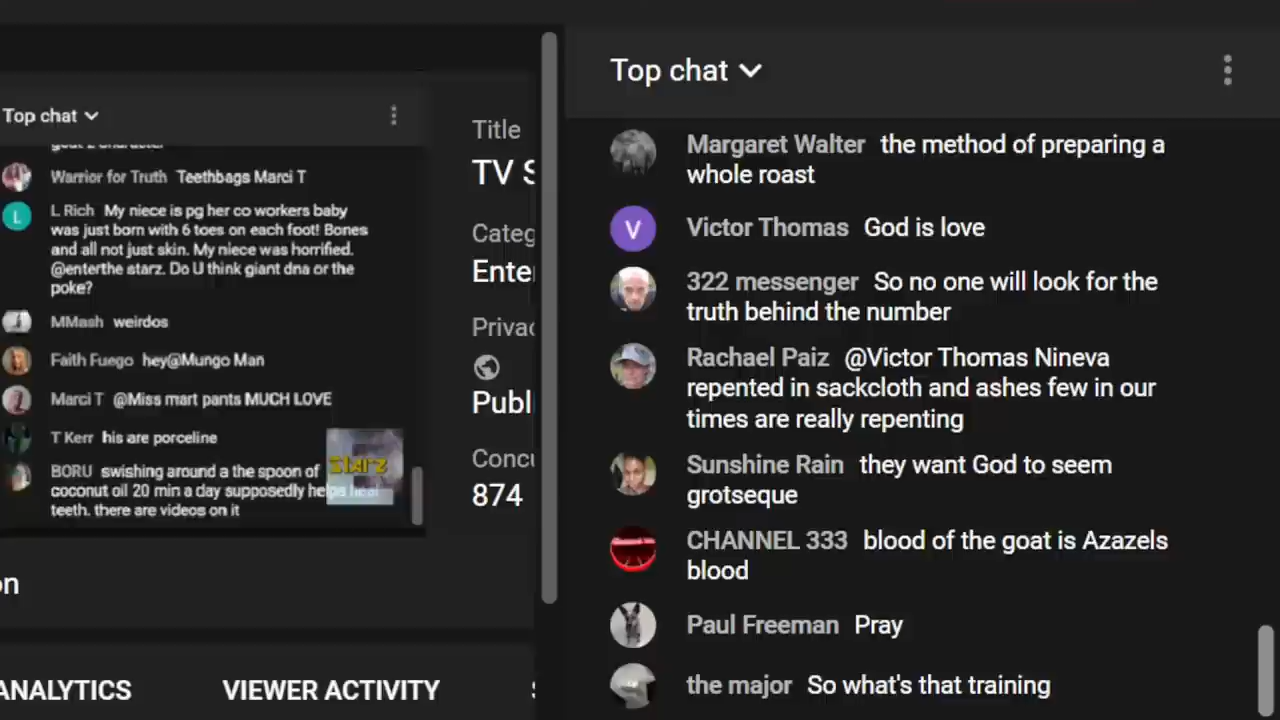 Top chat
Warrior for Truth Teethbags Marci T
L
L Rich My niece is pg her co workers baby
was just born with 6 toes on each foot! Bones
and all not just skin. My niece was horrified.
@enterthe starz. Do U think giant dna or the
poke?
MMash weirdos
Faith Fuego hey@Mungo Man
Marci T @Miss mart pants MUCH LOVE
T Kerr his are porceline
BORU swishing around a the spoon of
coconut oil 20 min a day supposedly helps heal
teeth. there are videos on it
Starz
on
ANALYTICS
VIEWER ACTIVITY
Title
TV S
Categ
Enter
Privac
Publ
Concu
874
Top chat
Margaret Walter the method of preparing a
whole roast
V
Victor Thomas God is love
322 messenger So no one will look for the
truth behind the number
Rachael Paiz @Victor Thomas Nineva
repented in sackcloth and ashes few in our
times are really repenting
Sunshine Rain they want God to seem
grotseque
CHANNEL 333 blood of the goat is Azazels
blood
Paul Freeman Pray
the major So what's that training